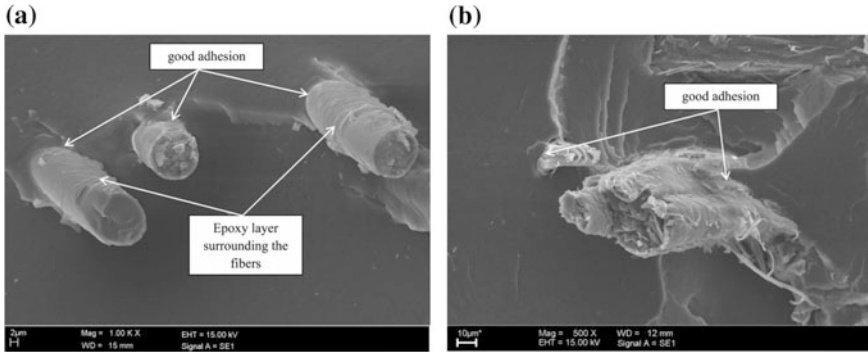 (a)
good adhesion
Epoxy layer
surrounding the
fibers
2µm
Mag = 1.00 K X
WD = 15 mm
EHT = 15.00 kV
Signal A = SE1
(b)
good adhesion
10µm*
Mag = 500 X
EHT = 15.00 kV
WD = 12 mm
Signal A = SE1